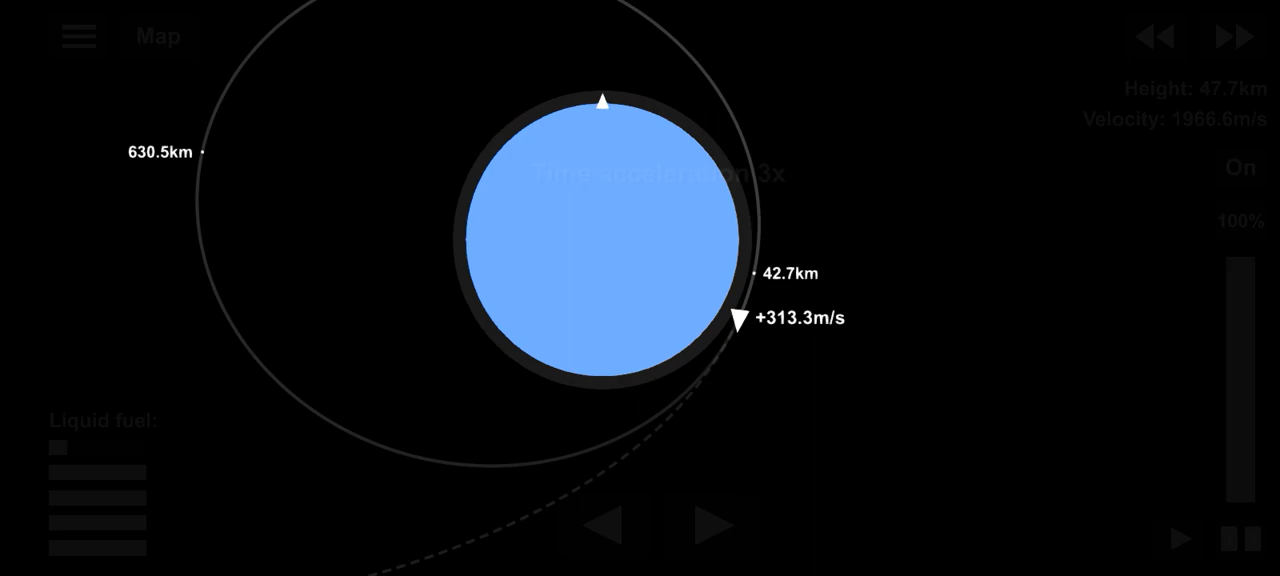 Map
Height: 47.7km
Velocity: 1966.6m/s
630.5km
Time acceleration 3x
On
100%
42.7km
+313.3m/s
Liquid fuel: